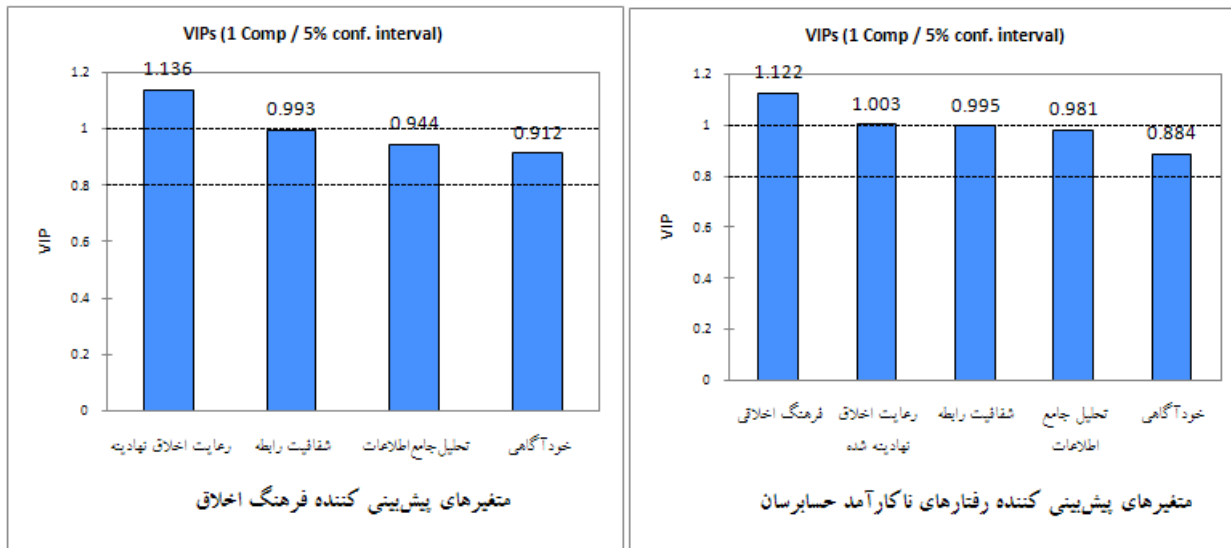 VIPs (1 Comp / 5% conf. interval)
1.136
0.993
0.944
0.912
1.2
1
0.8
0.6
0.4
0.2
0
VIP
رعایت اخلاق نهادینه
شفافیت رابطه
تحلیل جامع اطلاعات
خودآگاهی
متغیرهای پیش‌بینی کننده فرهنگ اخلاق
VIPs (1 Comp / 5% conf. interval)
1.122
1.003
0.995
0.981
0.884
1.2
1
0.8
0.6
0.4
0.2
0
VIP
فرهنگ اخلاقی
رعایت اخلاق
نهادینه شده
شفافیت رابطه
تحلیل جامع
اطلاعات
خودآگاهی
متغیرهای پیش‌بینی کننده رفتارهای ناکارآمد حسابرسان